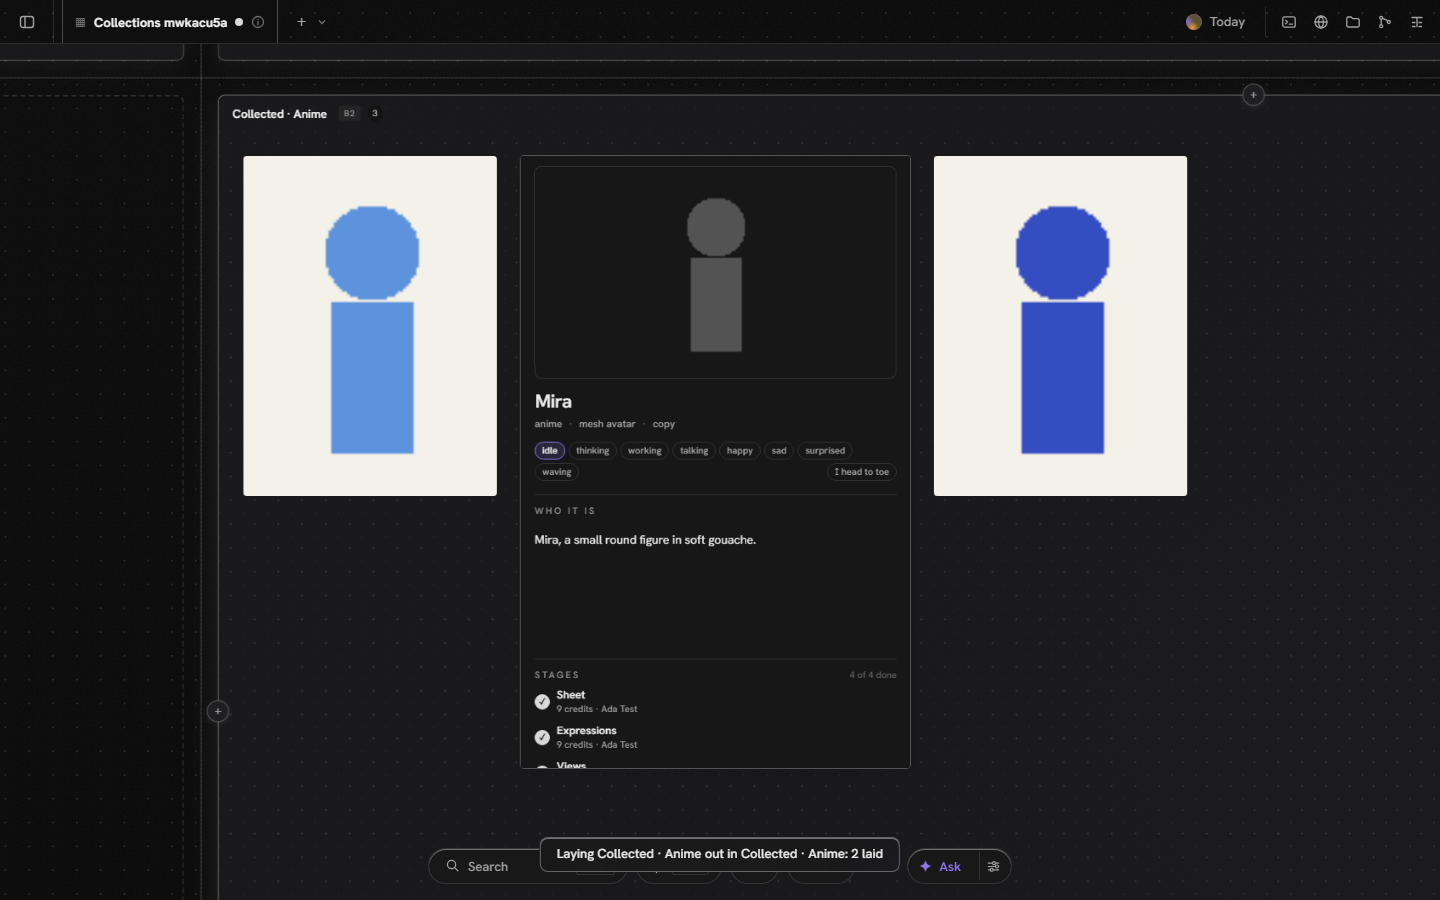 Collections mwkacu5a
Today
Collected · Anime B2 3
Mira
anime · mesh avatar · copy
idle thinking working talking happy sad surprised
waving head to toe
WHO IT IS
Mira, a small round figure in soft gouache.
STAGES 4 of 4 done
Sheet
9 credits · Ada Test
Expressions
9 credits · Ada Test
Views
Search
Laying Collected · Anime out in Collected · Anime: 2 laid
Ask